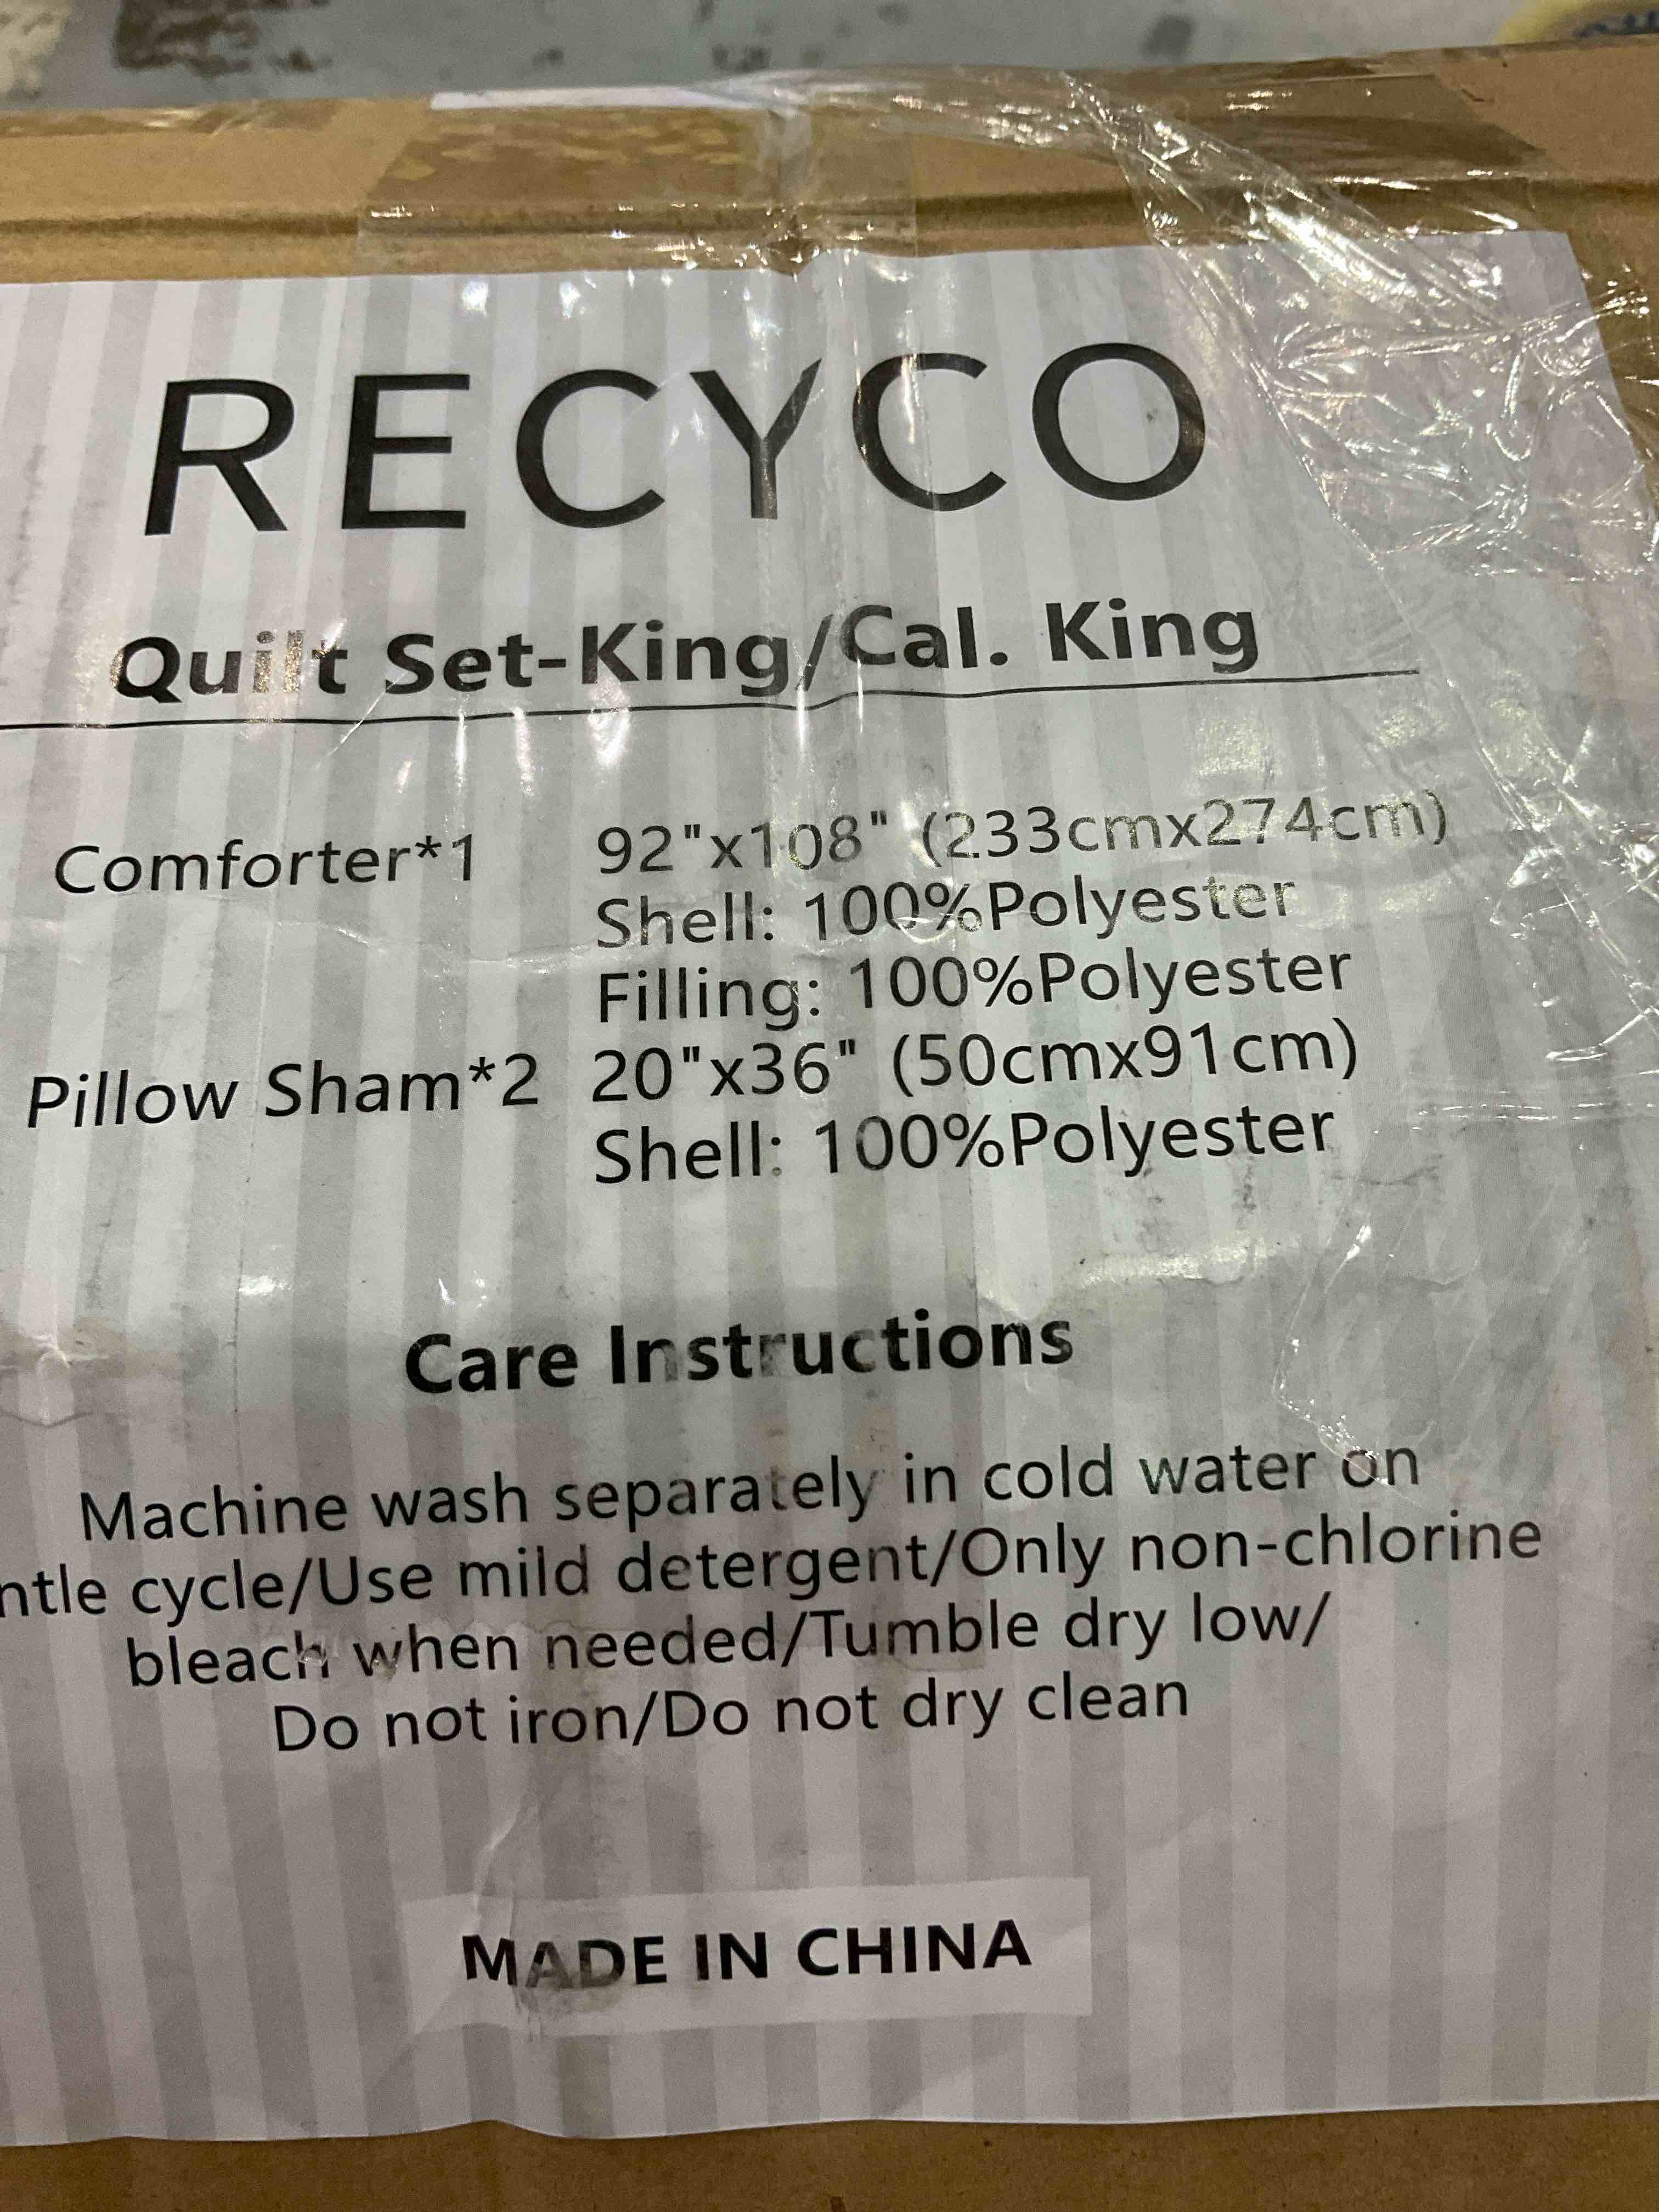 RECYCO
Quilt Set-King/Cal. King
Comforter*1 92"x108" (233cmx274cm)
Shell: 100%Polyester
Filling: 100%Polyester
Pillow Sham*2 20"x36" (50cmx91cm)
Shell: 100%Polyester
Care Instructions
Machine wash separately in cold water on
ntle cycle/Use mild detergent/Only non-chlorine
bleach when needed/Tumble dry low/
Do not iron/Do not dry clean
MADE IN CHINA